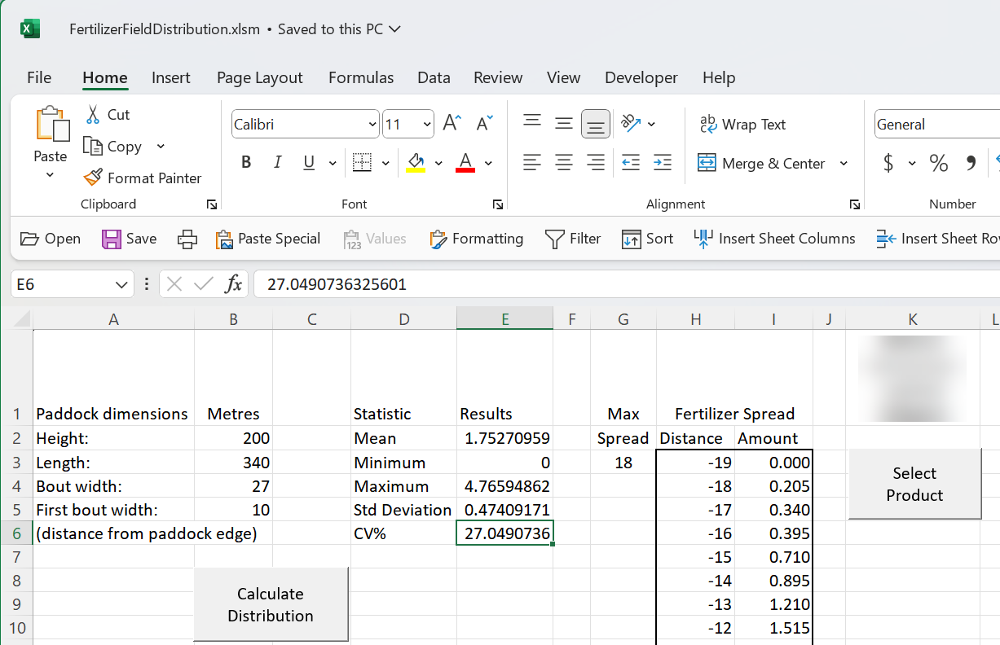 FertilizerFieldDistribution.xlsm • Saved to this PC
File Home Insert Page Layout Formulas Data Review View Developer Help
Paste
Cut
Copy
Format Painter
Clipboard
Calibri 11 A A
B I U A
Font
ab Wrap Text
Merge & Center
Alignment
General
$ % ,
Number
Open Save Paste Special Values Formatting Filter Sort Insert Sheet Columns Insert Sheet Ro
E6 fx 27.0490736325601
A B C D E F G H I J K L
1 Paddock dimensions Metres Statistic Results Max Fertilizer Spread
2 Height: 200 Mean 1.75270959 Spread Distance Amount
3 Length: 340 Minimum 0 18 -19 0.000
4 Bout width: 27 Maximum 4.76594862 -18 0.205
5 First bout width: 10 Std Deviation 0.47409171 -17 0.340
6 (distance from paddock edge) CV% 27.0490736 -16 0.395
7 -15 0.710
8 -14 0.895
9 -13 1.210
10 -12 1.515
Calculate
Distribution
Select
Product